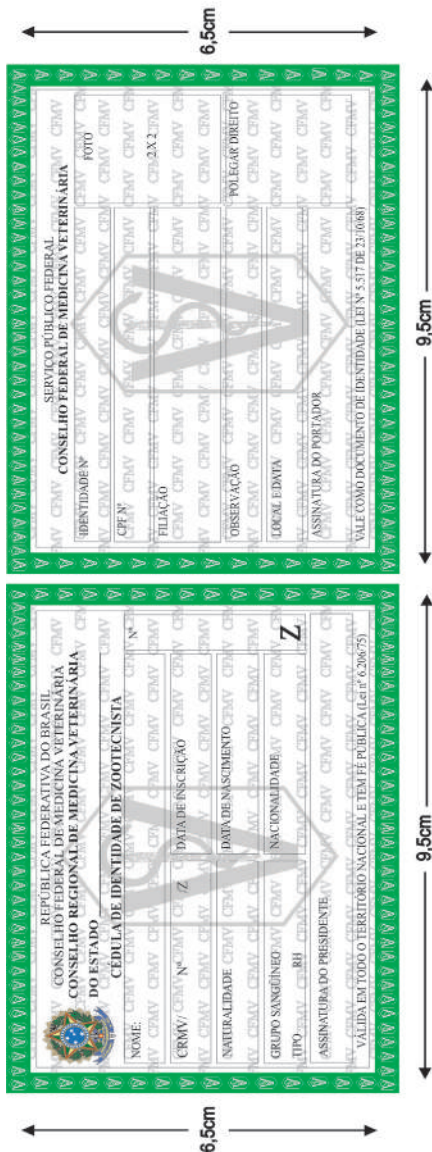 REPÚBLICA FEDERATIVA DO BRASIL
CONSELHO FEDERAL DE MEDICINA VETERINÁRIA
CONSELHO REGIONAL DE MEDICINA VETERINÁRIA
DO ESTADO
CÉDULA DE IDENTIDADE DE ZOOTECNISTA
NOME: Nº
CRMV/ Nº /Z DATA DE INSCRIÇÃO
NATURALIDADE DATA DE NASCIMENTO
GRUPO SANGÜÍNEO NACIONALIDADE
TIPO RH Z
ASSINATURA DO PRESIDENTE
VÁLIDA EM TODO O TERRITÓRIO NACIONAL E TEM FÉ PUBLICA (Lei nº 6.206/75)
6,5cm
9,5cm
SERVIÇO PÚBLICO FEDERAL
CONSELHO FEDERAL DE MEDICINA VETERINÁRIA
IDENTIDADE Nº FOTO
CPF Nº
FILIAÇÃO 2 X 2
OBSERVAÇÃO POLEGAR DIREITO
LOCAL E DATA
ASSINATURA DO PORTADOR
VALE COMO DOCUMENTO DE IDENTIDADE (LEI Nº 5.517 DE 23/10/68)
6,5cm
9,5cm
CFMV